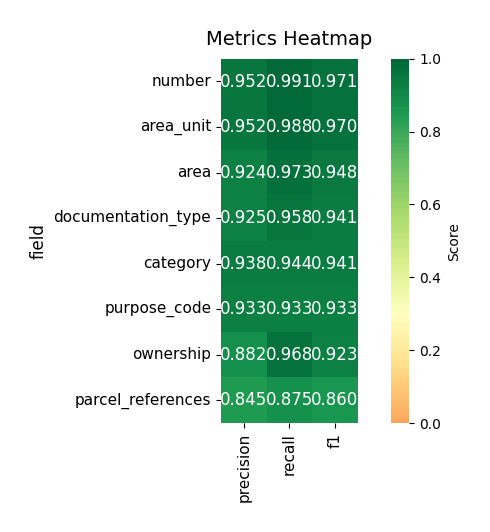 Metrics Heatmap
number 0.952 0.991 0.971
area_unit 0.952 0.988 0.970
area 0.924 0.973 0.948
documentation_type 0.925 0.958 0.941
category 0.938 0.944 0.941
purpose_code 0.933 0.933 0.933
ownership 0.882 0.968 0.923
parcel_references 0.845 0.875 0.860
field
precision
recall
f1
1.0
0.8
0.6
0.4
0.2
0.0
Score